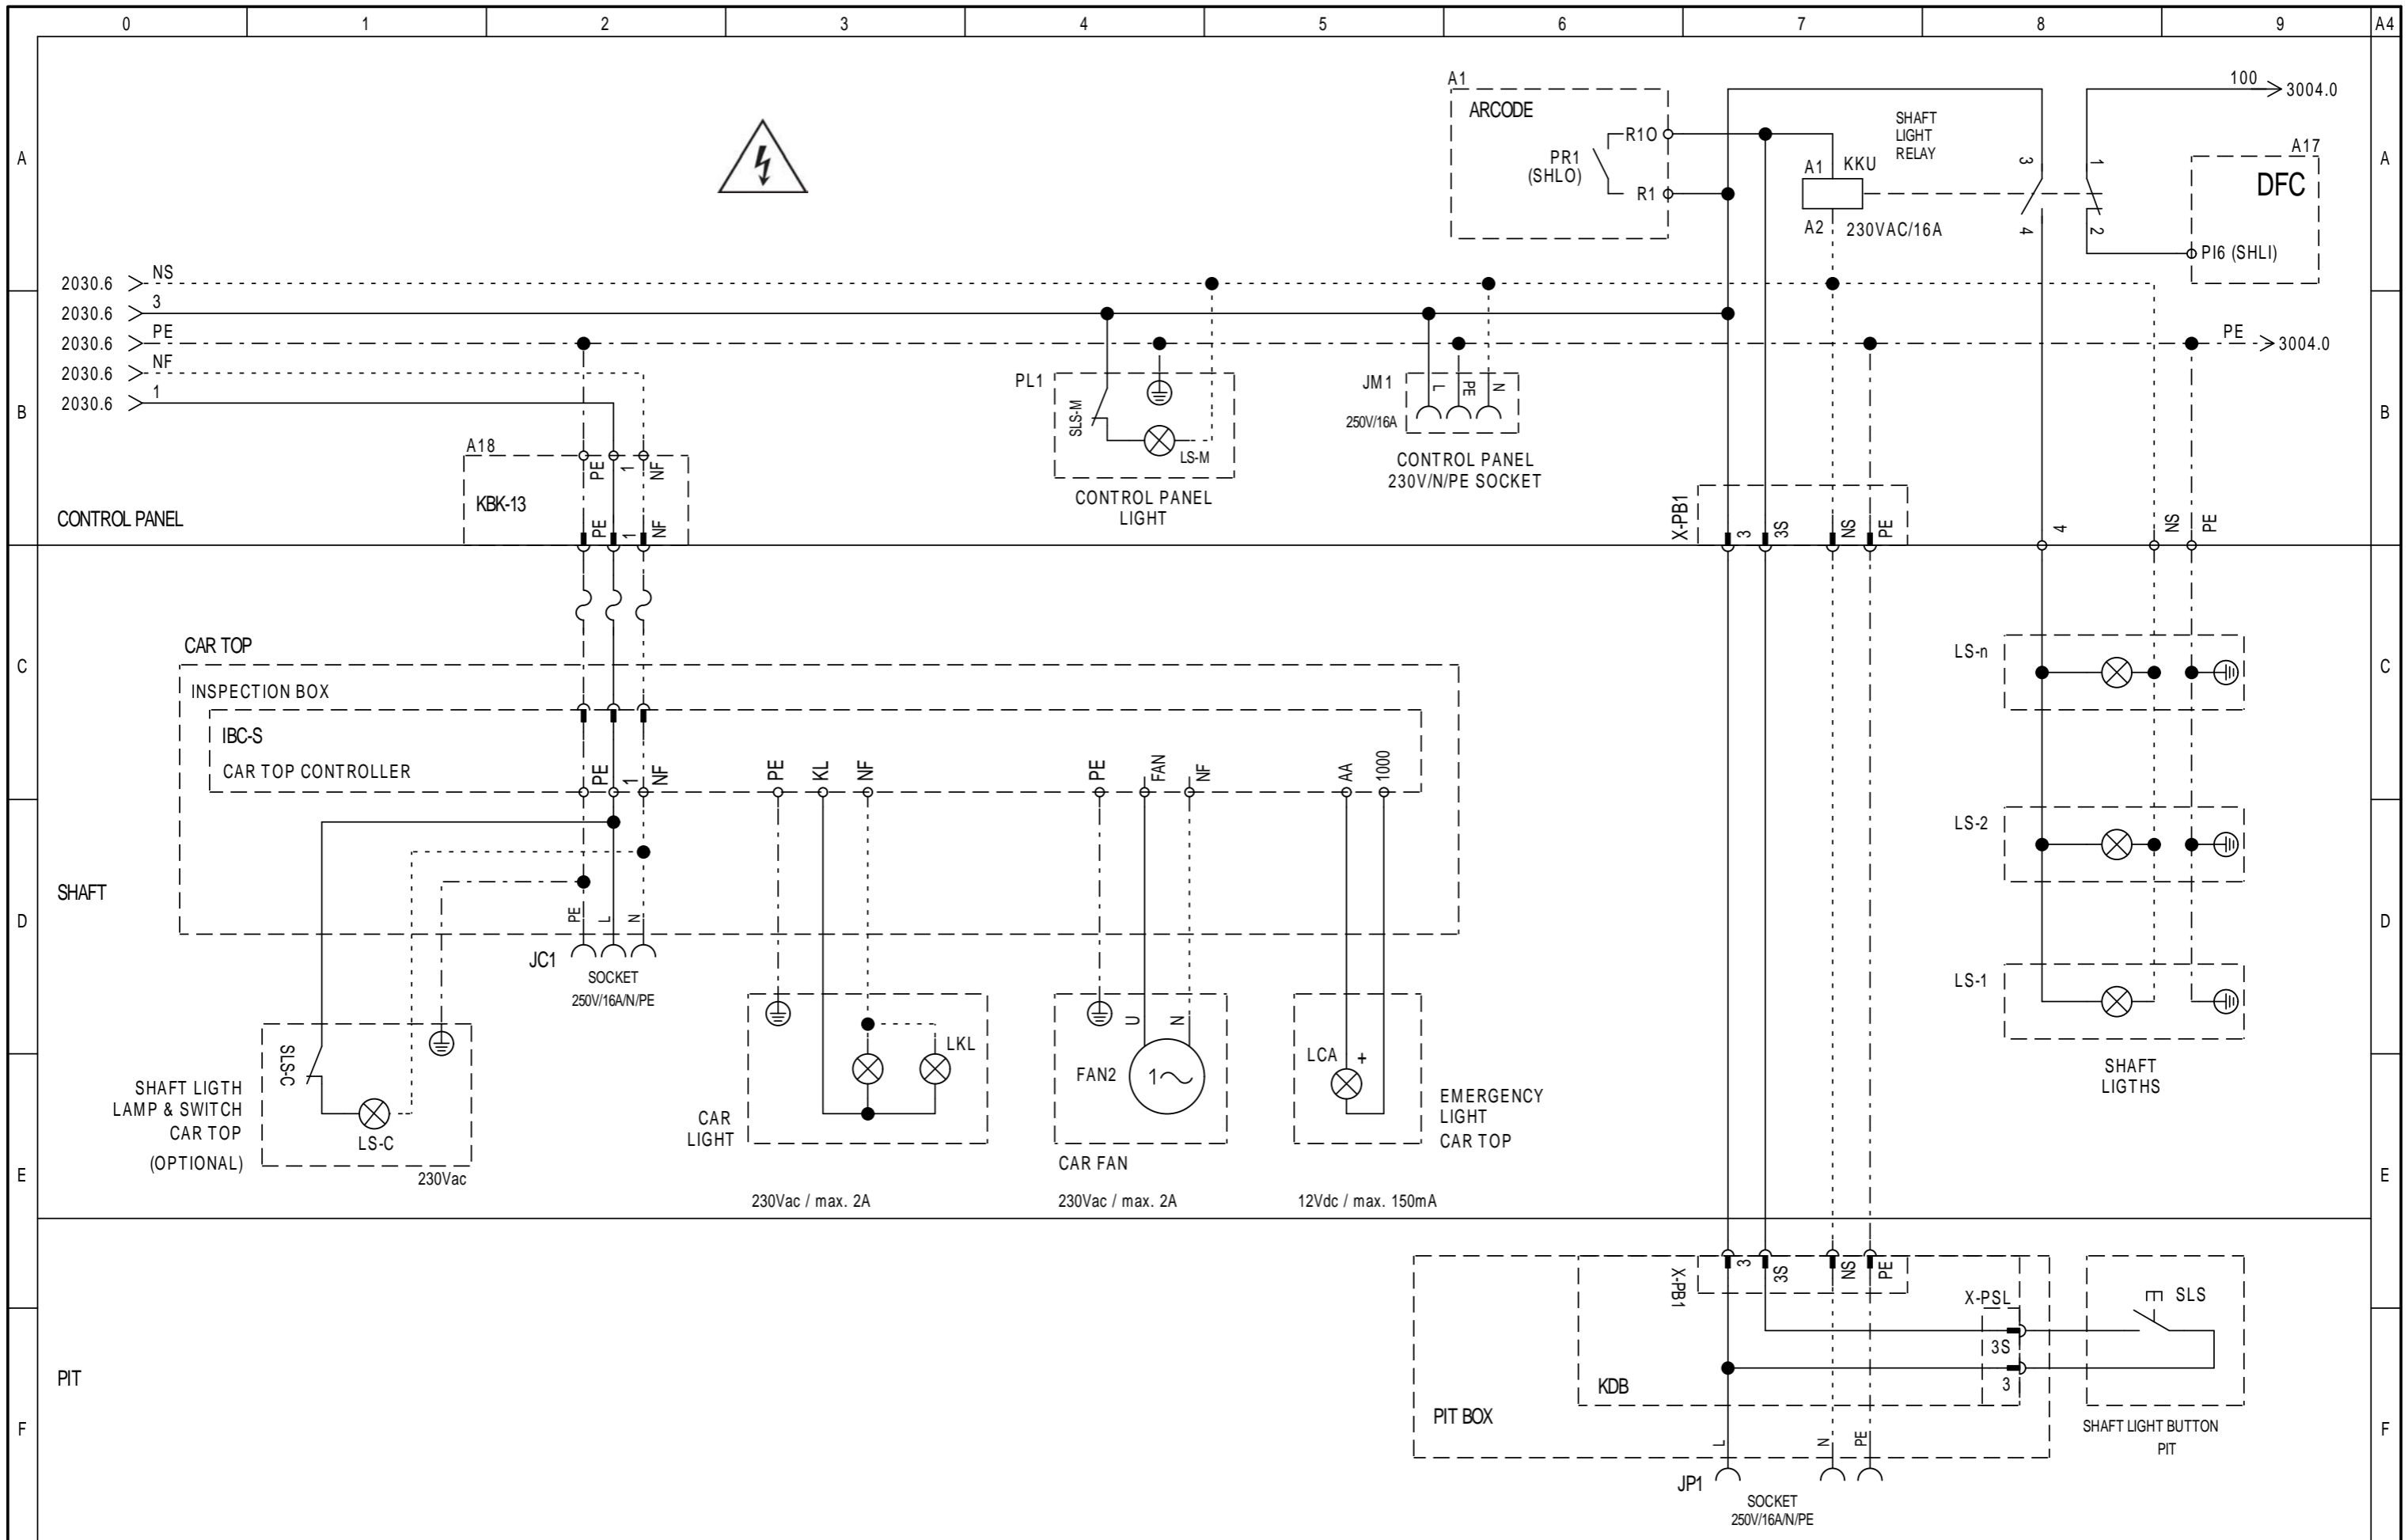 0 1 2 3 4 5 6 7 8 9 A4
A
A1
ARCODE
R10
PR1
(SHLO)
R1
SHAFT
LIGHT
RELAY
A1 KKU
A2 230VAC/16A
3
4
1
2
100 3004.0
A17
DFC
PI6 (SHLI)
A
2030.6 NS
2030.6 3
2030.6 PE
2030.6 NF
2030.6 1
PE 3004.0
B
A18
KBK-13
PE 1 NF
PE 1 NF
CONTROL PANEL
PL1
SLS-M
LS-M
CONTROL PANEL
LIGHT
JM1
250V/16A
L PE N
CONTROL PANEL
230V/N/PE SOCKET
X-PB1
3 3S NS PE
4 NS PE
B
C
CAR TOP
INSPECTION BOX
IBC-S
CAR TOP CONTROLLER
PE 1 NF
PE KL NF
PE FAN NF
AA 1000
LS-n
C
D
SHAFT
PE L N
JC1
SOCKET
250V/16A/N/PE
LS-2
LS-1
D
SLS-C
LS-C
SHAFT LIGTH
LAMP & SWITCH
CAR TOP
(OPTIONAL)
230Vac
LKL
CAR
LIGHT
230Vac / max. 2A
U N
FAN2
1
CAR FAN
230Vac / max. 2A
LCA +
EMERGENCY
LIGHT
CAR TOP
12Vdc / max. 150mA
SHAFT
LIGTHS
E
E
PIT
X-PB1
3 3S NS PE
X-PSL
3S
3
SLS
KDB
PIT BOX
SHAFT LIGHT BUTTON
PIT
L N PE
JP1
SOCKET
250V/16A/N/PE
F
F